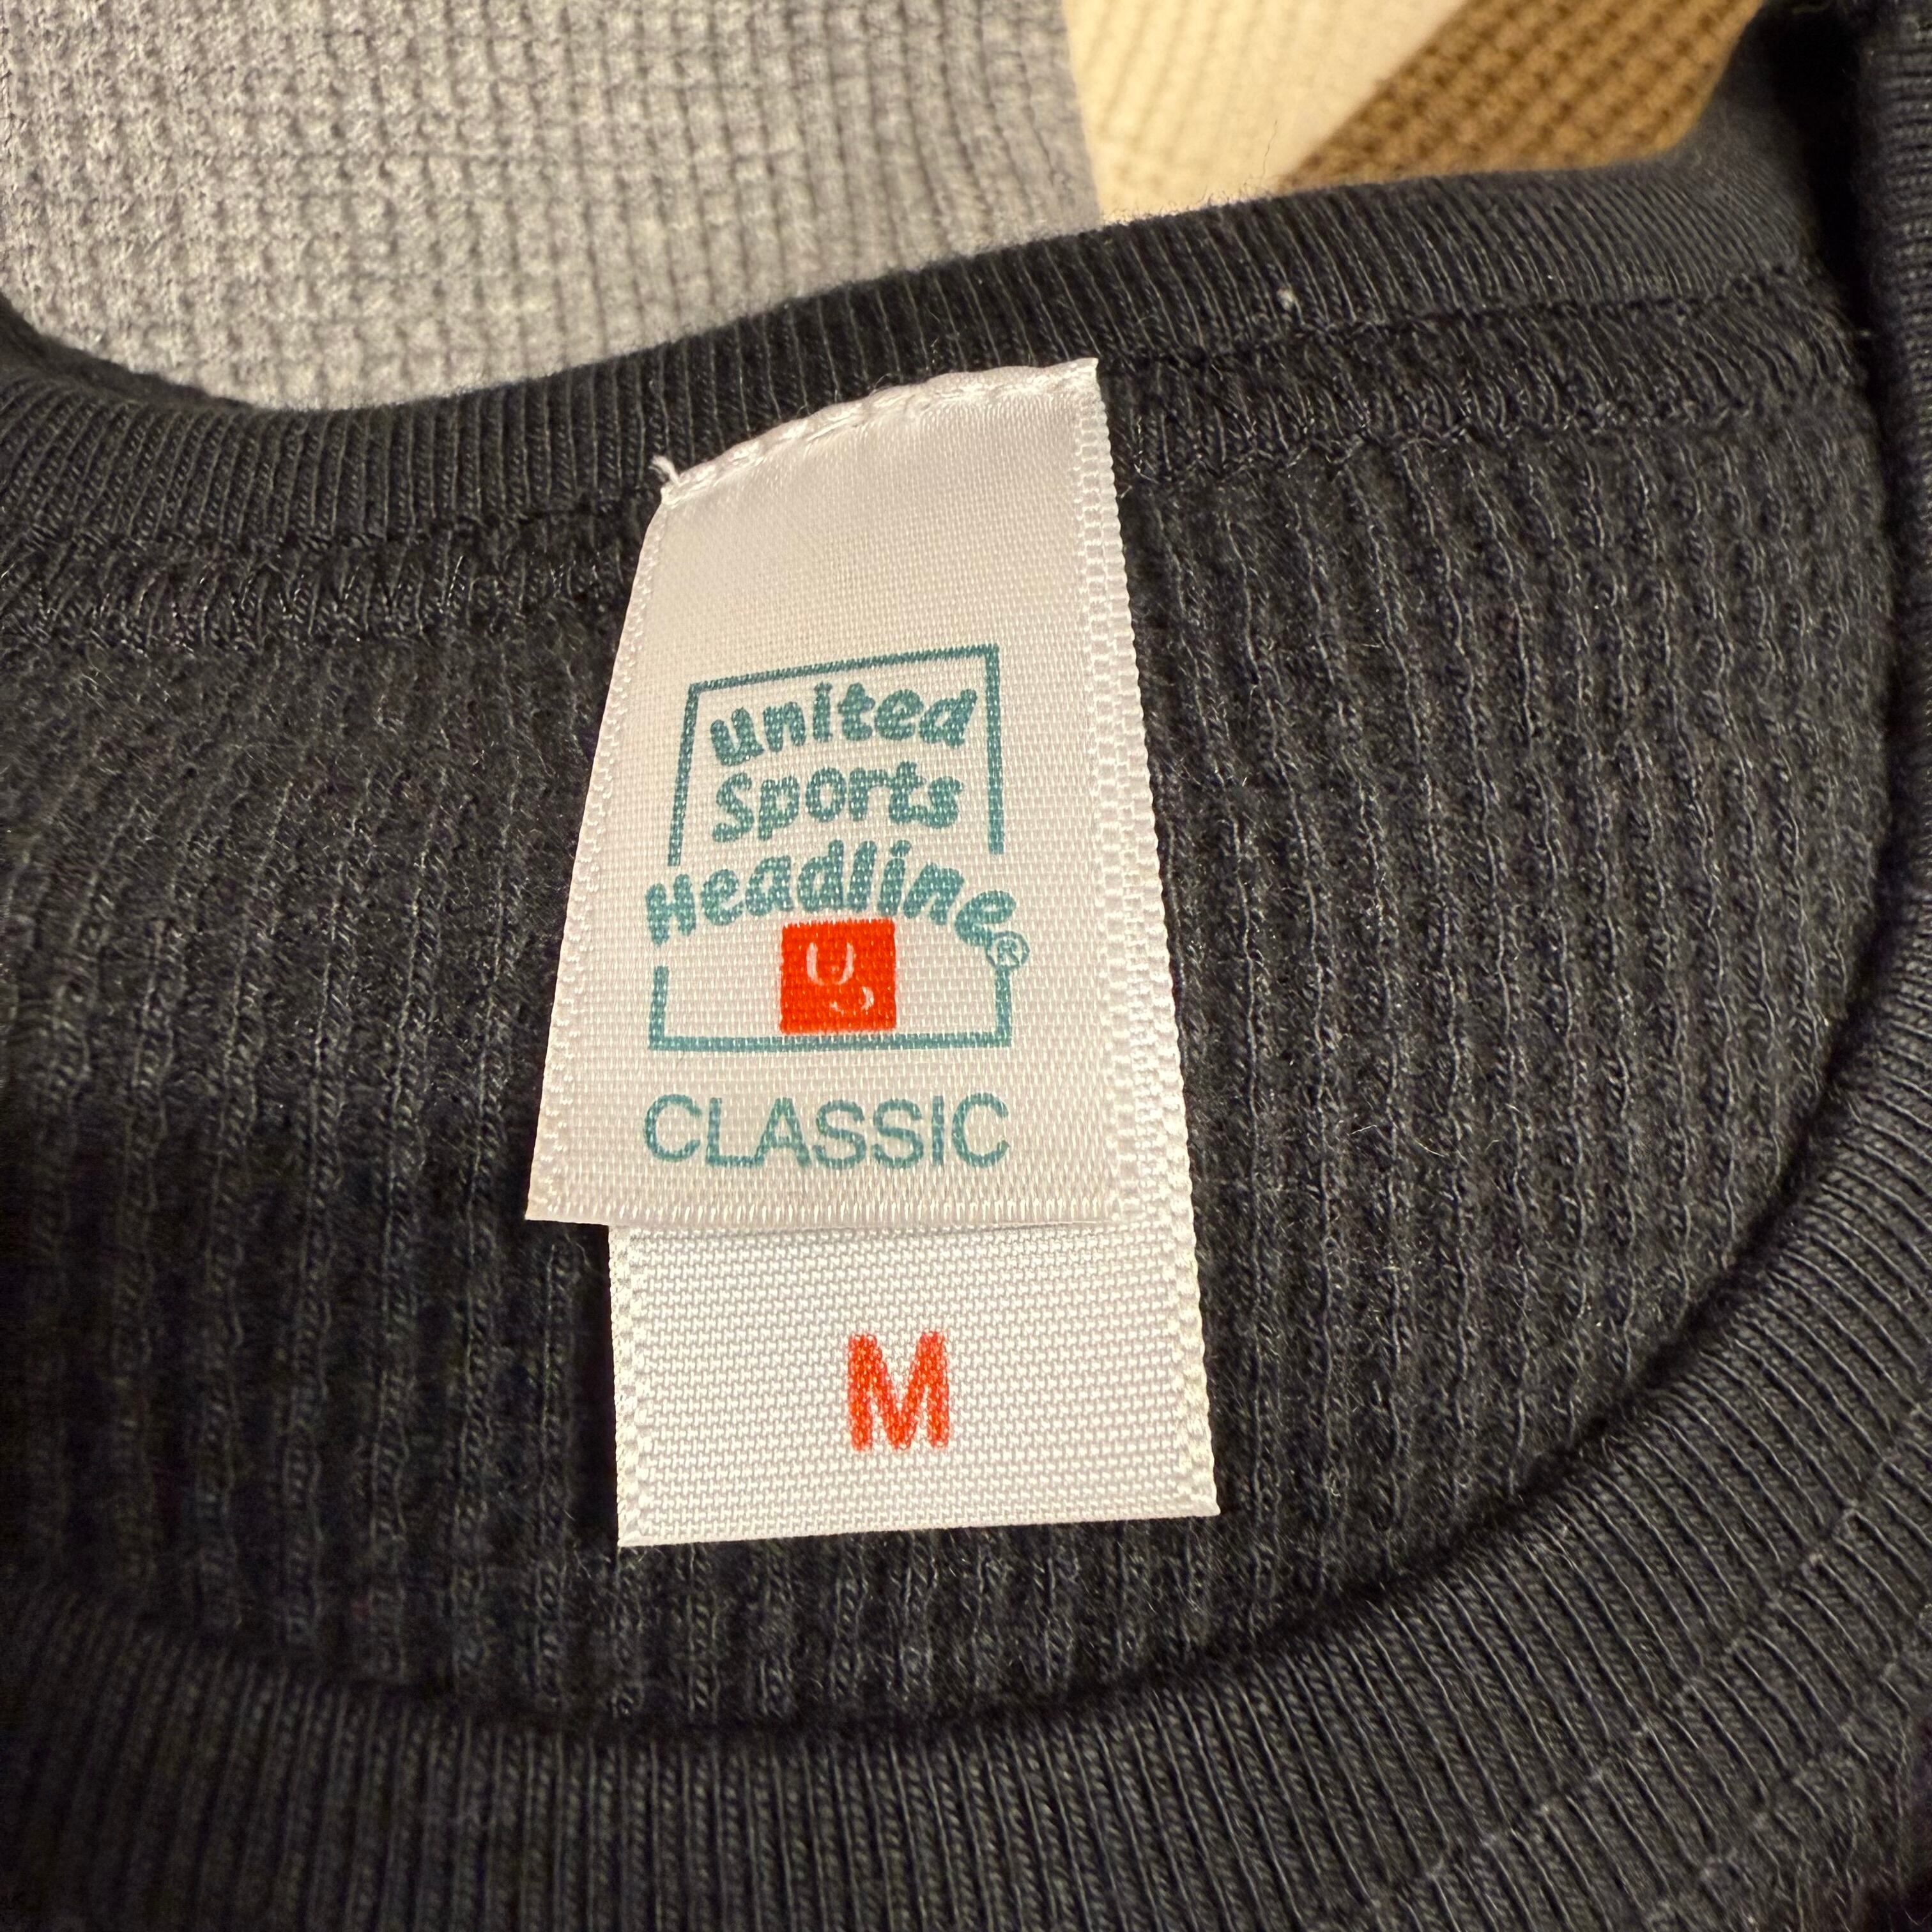 united
sports
Headline®
U
CLASSIC
M